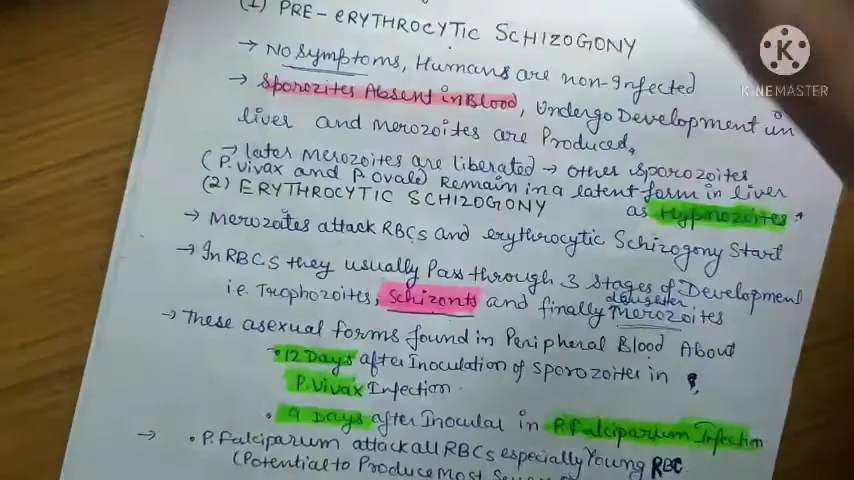 (1) PRE-ERYTHROCYTIC SCHIZOGONY
→ No Symptoms, Humans are non-Infected
→ Sporozites Absent in Blood, Undergo Development in
liver and merozoites are Produced,
→ later merozoites are liberated → other sporozoites
(P. vivax and P. ovale) Remain in a latent form in liver
as Hypnozoites.
(2) ERYTHROCYTIC SCHIZOGONY
→ Merozoites attack RBCs and erythrocytic Schizogony Start
→ In RBCs they usually Pass through 3 stages of Development
i.e. Trophozoites, Schizonts and finally daughter Merozoites
→ These asexual forms found in Peripheral Blood About
• 12 Days after Inoculation of sporozoites in
P. vivax Infection
• 9 Days after Inoculat in P. Falciparum Infection
→ • P. Falciparum attack all RBCs especially Young RBC
(Potential to Produce Most
KINEMASTER